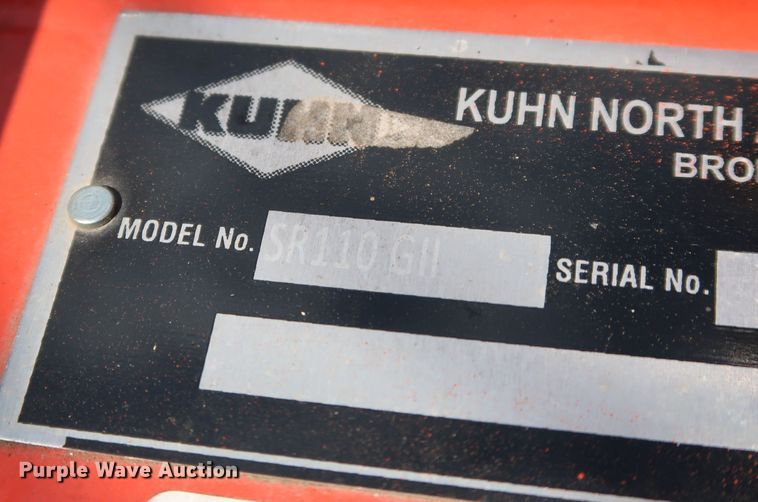 KUHN
KUHN NORTH
BRO
MODEL No. SR110 GII
SERIAL No.
Purple Wave Auction